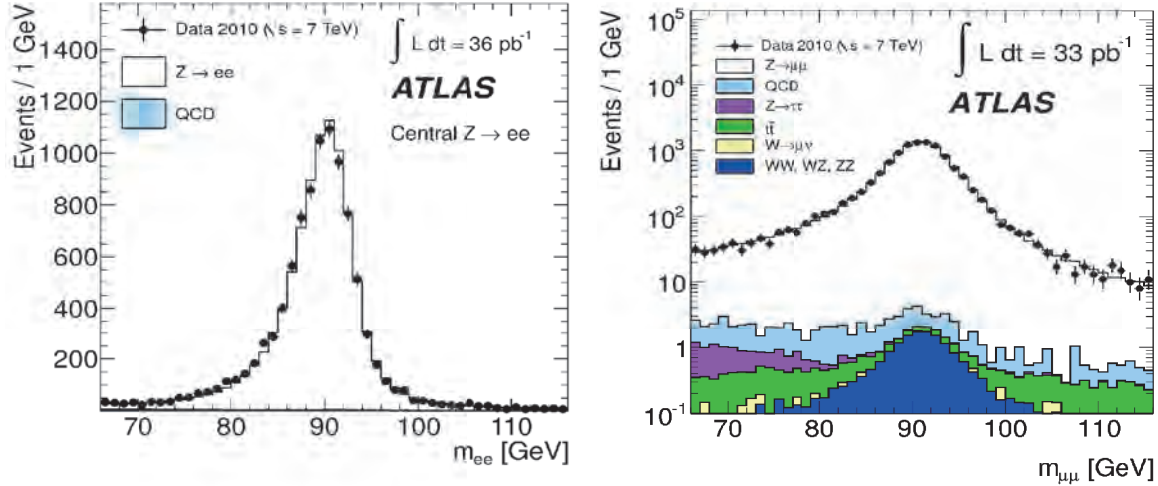 Events / 1 GeV
1400
1200
1000
800
600
400
200
70 80 90 100 110
m_ee [GeV]
Data 2010 (√s = 7 TeV)
Z → ee
QCD
∫ L dt = 36 pb⁻¹
ATLAS
Central Z → ee
Events / 1 GeV
10⁵
10⁴
10³
10²
10
1
10⁻¹
70 80 90 100 110
m_μμ [GeV]
Data 2010 (√s = 7 TeV)
Z→μμ
QCD
Z→ττ
tt̄
W→μν
WW, WZ, ZZ
∫ L dt = 33 pb⁻¹
ATLAS